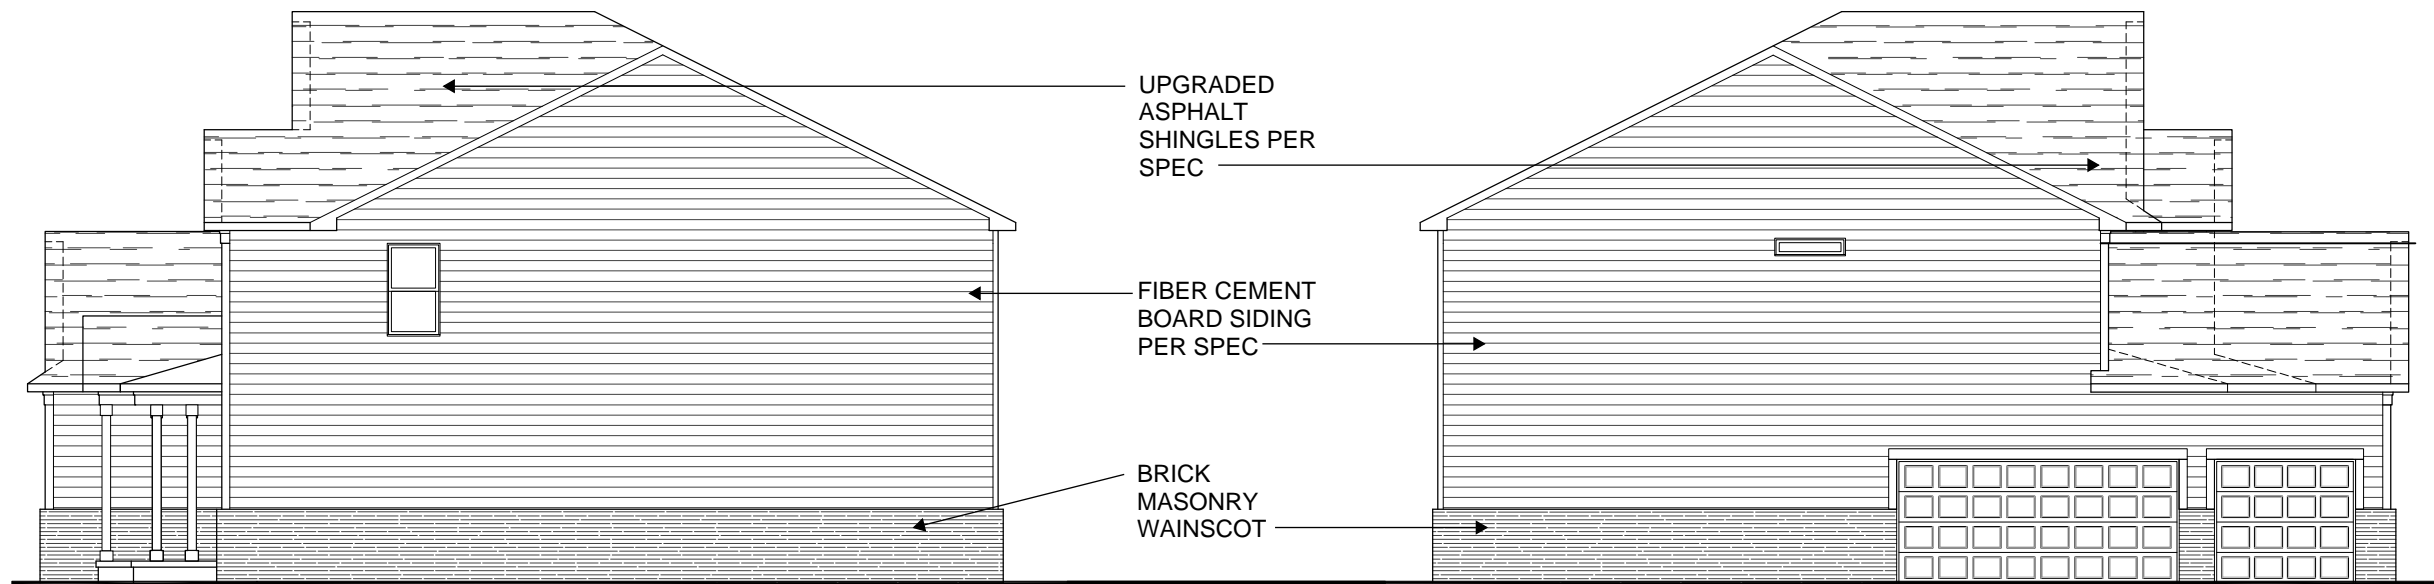 UPGRADED
ASPHALT
SHINGLES PER
SPEC
FIBER CEMENT
BOARD SIDING
PER SPEC
BRICK
MASONRY
WAINSCOT